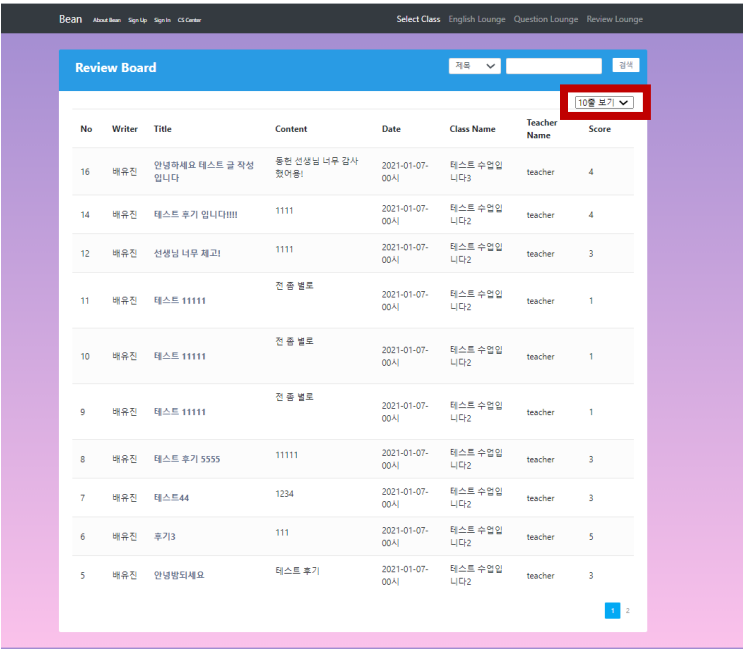 Bean About Bean Sign Up Sign In CS Center Select Class English Lounge Question Lounge Review Lounge
Review Board 제목 검색
10줄 보기
No Writer Title Content Date Class Name Teacher Name Score
16 배유진 안녕하세요 테스트 글 작성입니다 동헌 선생님 너무 감사했어용! 2021-01-07-00시 테스트 수업입니다3 teacher 4
14 배유진 테스트 후기 입니다!!!! 1111 2021-01-07-00시 테스트 수업입니다2 teacher 4
12 배유진 선생님 너무 체고! 1111 2021-01-07-00시 테스트 수업입니다2 teacher 3
11 배유진 테스트 11111 전 좀 별로 2021-01-07-00시 테스트 수업입니다2 teacher 1
10 배유진 테스트 11111 전 좀 별로 2021-01-07-00시 테스트 수업입니다2 teacher 1
9 배유진 테스트 11111 전 좀 별로 2021-01-07-00시 테스트 수업입니다2 teacher 1
8 배유진 테스트 후기 5555 11111 2021-01-07-00시 테스트 수업입니다2 teacher 3
7 배유진 테스트44 1234 2021-01-07-00시 테스트 수업입니다2 teacher 3
6 배유진 후기3 111 2021-01-07-00시 테스트 수업입니다2 teacher 5
5 배유진 안녕밤되세요 테스트 후기 2021-01-07-00시 테스트 수업입니다2 teacher 3
1 2